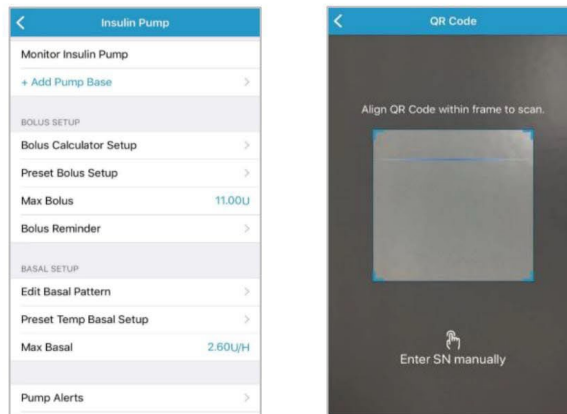 Insulin Pump
Monitor Insulin Pump
+ Add Pump Base
BOLUS SETUP
Bolus Calculator Setup
Preset Bolus Setup
Max Bolus 11.00U
Bolus Reminder
BASAL SETUP
Edit Basal Pattern
Preset Temp Basal Setup
Max Basal 2.60U/H
Pump Alerts
QR Code
Align QR Code within frame to scan.
Enter SN manually